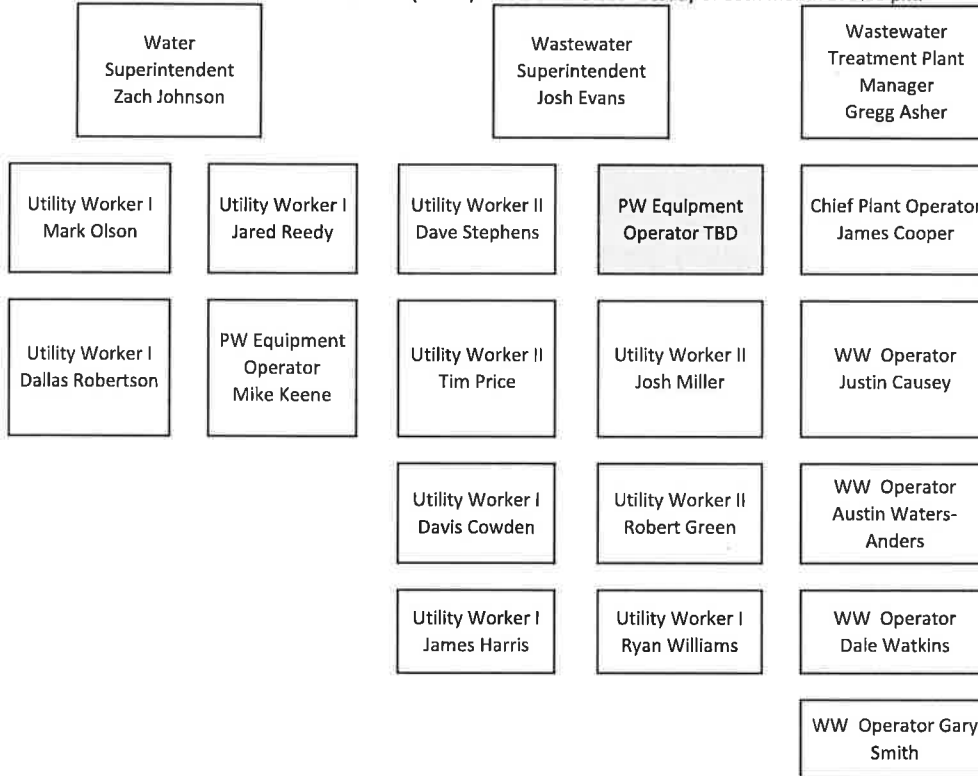 Water
Superintendent
Zach Johnson
Wastewater
Superintendent
Josh Evans
Wastewater
Treatment Plant
Manager
Gregg Asher
Utility Worker I
Mark Olson
Utility Worker I
Jared Reedy
Utility Worker II
Dave Stephens
PW Equipment
Operator TBD
Chief Plant Operator
James Cooper
Utility Worker I
Dallas Robertson
PW Equipment
Operator
Mike Keene
Utility Worker II
Tim Price
Utility Worker II
Josh Miller
WW Operator
Justin Causey
Utility Worker I
Davis Cowden
Utility Worker II
Robert Green
WW Operator
Austin Waters-
Anders
Utility Worker I
James Harris
Utility Worker I
Ryan Williams
WW Operator
Dale Watkins
WW Operator Gary
Smith